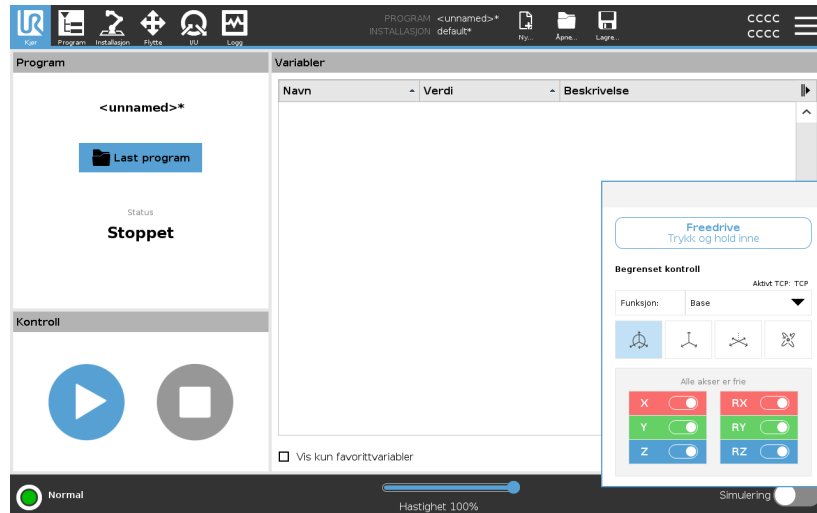 UR
Kjør
Program
Installasjon
Flytte
I/U
Logg
PROGRAM <unnamed>*
INSTALLASJON default*
Ny...
Åpne...
Lagre...
cccc
cccc
Program
<unnamed>*
Last program
Status
Stoppet
Kontroll
Variabler
Navn
Verdi
Beskrivelse
Vis kun favorittvariabler
Freedrive
Trykk og hold inne
Begrenset kontroll
Aktivt TCP: TCP
Funksjon:
Base
Alle akser er frie
X
RX
Y
RY
Z
RZ
Normal
Hastighet 100%
Simulering